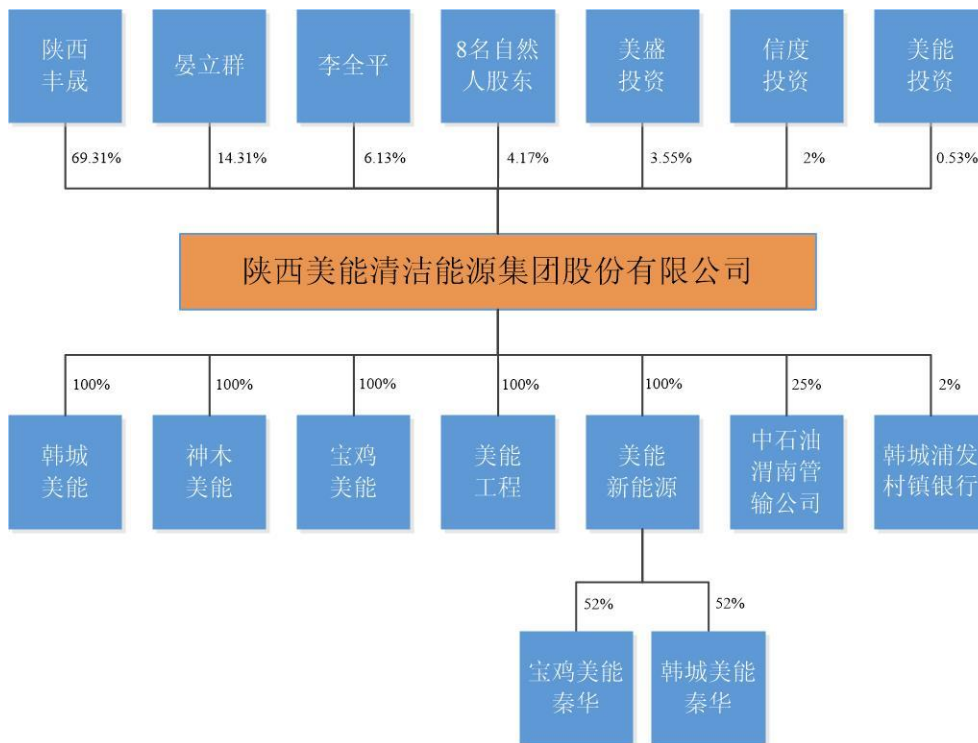 陕西
丰晟
晏立群
李全平
8名自然
人股东
美盛
投资
信度
投资
美能
投资
69.31%
14.31%
6.13%
4.17%
3.55%
2%
0.53%
陕西美能清洁能源集团股份有限公司
100%
100%
100%
100%
100%
25%
2%
韩城
美能
神木
美能
宝鸡
美能
美能
工程
美能
新能源
中石油
渭南管
输公司
韩城浦发
村镇银行
52%
52%
宝鸡美能
秦华
韩城美能
秦华